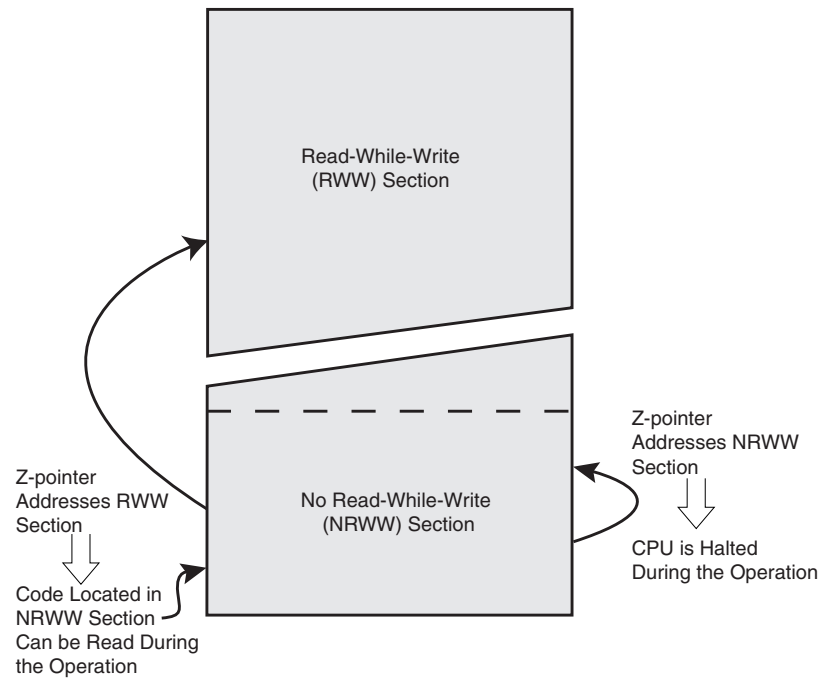 Read-While-Write
(RWW) Section
Z-pointer
Addresses NRWW
Section
Z-pointer
Addresses RWW
Section
No Read-While-Write
(NRWW) Section
CPU is Halted
During the Operation
Code Located in
NRWW Section
Can be Read During
the Operation